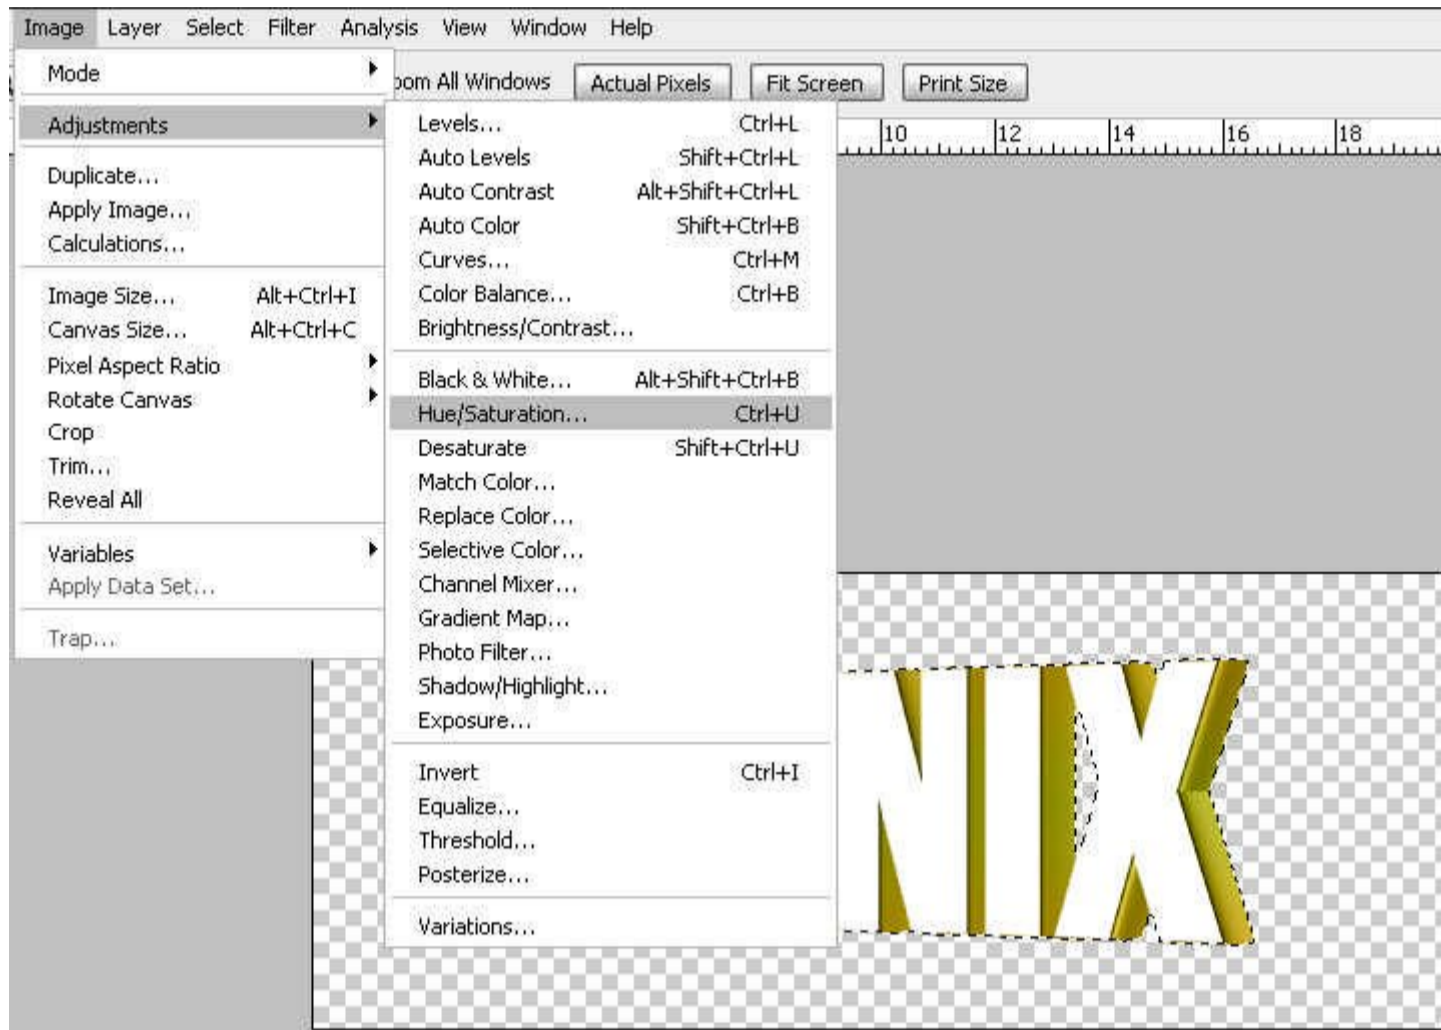 Image Layer Select Filter Analysis View Window Help
Mode
oom All Windows Actual Pixels Fit Screen Print Size
Adjustments
10 12 14 16 18
Duplicate...
Apply Image...
Calculations...
Image Size... Alt+Ctrl+I
Canvas Size... Alt+Ctrl+C
Pixel Aspect Ratio
Rotate Canvas
Crop
Trim...
Reveal All
Variables
Apply Data Set...
Trap...
Levels... Ctrl+L
Auto Levels Shift+Ctrl+L
Auto Contrast Alt+Shift+Ctrl+L
Auto Color Shift+Ctrl+B
Curves... Ctrl+M
Color Balance... Ctrl+B
Brightness/Contrast...
Black & White... Alt+Shift+Ctrl+B
Hue/Saturation... Ctrl+U
Desaturate Shift+Ctrl+U
Match Color...
Replace Color...
Selective Color...
Channel Mixer...
Gradient Map...
Photo Filter...
Shadow/Highlight...
Exposure...
Invert Ctrl+I
Equalize...
Threshold...
Posterize...
Variations...
NIX